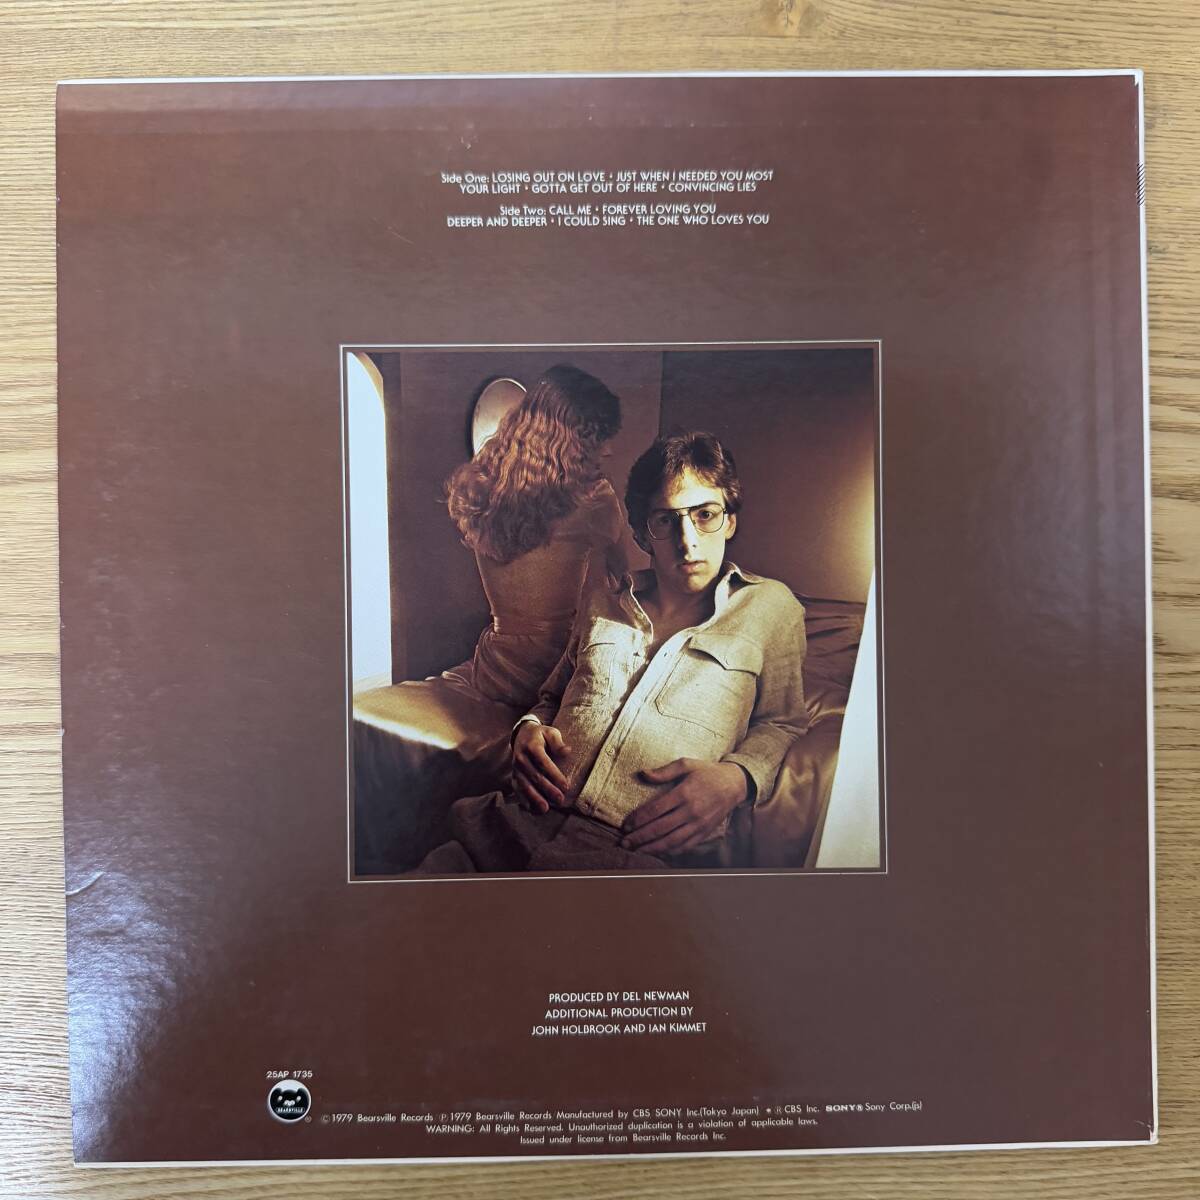 Side One: LOSING OUT ON LOVE • JUST WHEN I NEEDED YOU MOST
YOUR LIGHT • GOTTA GET OUT OF HERE • CONVINCING LIES
Side Two: CALL ME • FOREVER LOVING YOU
DEEPER AND DEEPER • I COULD SING • THE ONE WHO LOVES YOU
PRODUCED BY DEL NEWMAN
ADDITIONAL PRODUCTION BY
JOHN HOLBROOK AND IAN KIMMET
25AP 1735
BEARSVILLE ®
©1979 Bearsville Records ℗1979 Bearsville Records Manufactured by CBS SONY Inc.(Tokyo Japan) ● ® CBS Inc. SONY® Sony Corp.(js)
WARNING: All Rights Reserved. Unauthorized duplication is a violation of applicable laws.
Issued under license from Bearsville Records Inc.